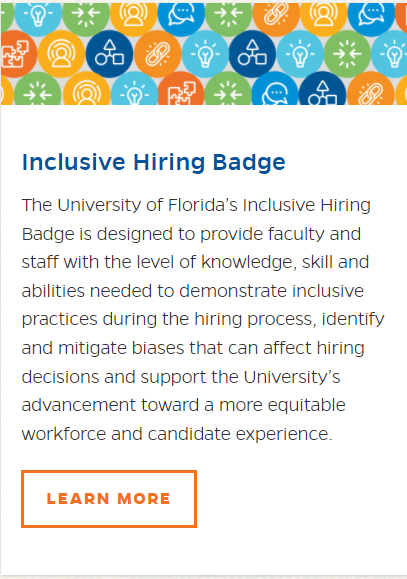 Inclusive Hiring Badge
The University of Florida’s Inclusive Hiring
Badge is designed to provide faculty and
staff with the level of knowledge, skill and
abilities needed to demonstrate inclusive
practices during the hiring process, identify
and mitigate biases that can affect hiring
decisions and support the University’s
advancement toward a more equitable
workforce and candidate experience.
LEARN MORE